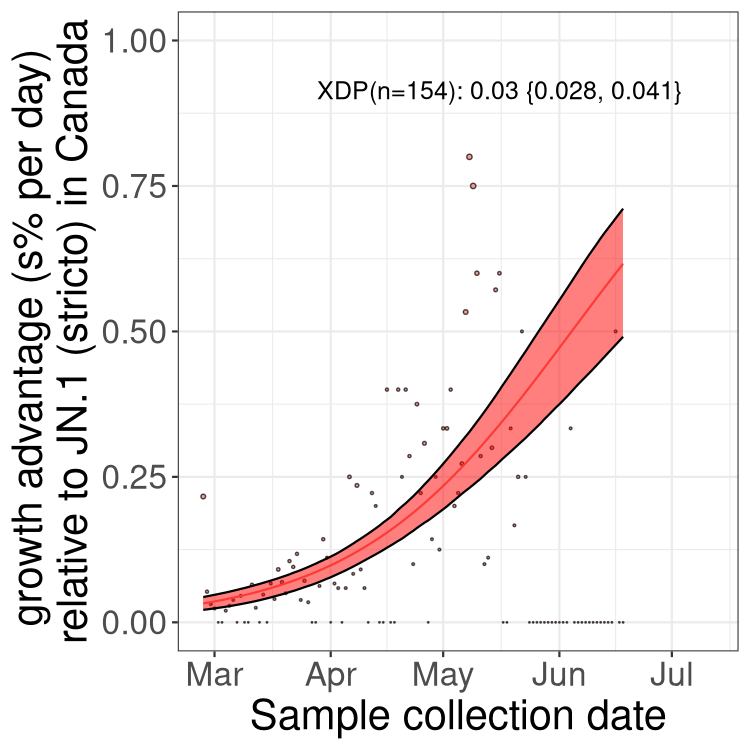 growth advantage (s% per day)
relative to JN.1 (stricto) in Canada
1.00
0.75
0.50
0.25
0.00
XDP(n=154): 0.03 {0.028, 0.041}
Mar Apr May Jun Jul
Sample collection date